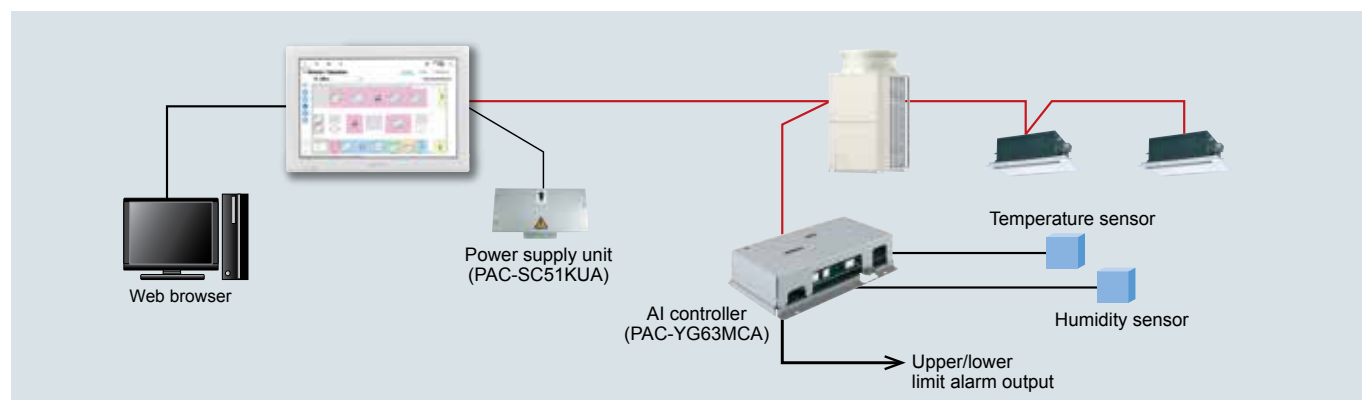 Web browser
Power supply unit
(PAC-SC51KUA)
AI controller
(PAC-YG63MCA)
Temperature sensor
Humidity sensor
Upper/lower
limit alarm output